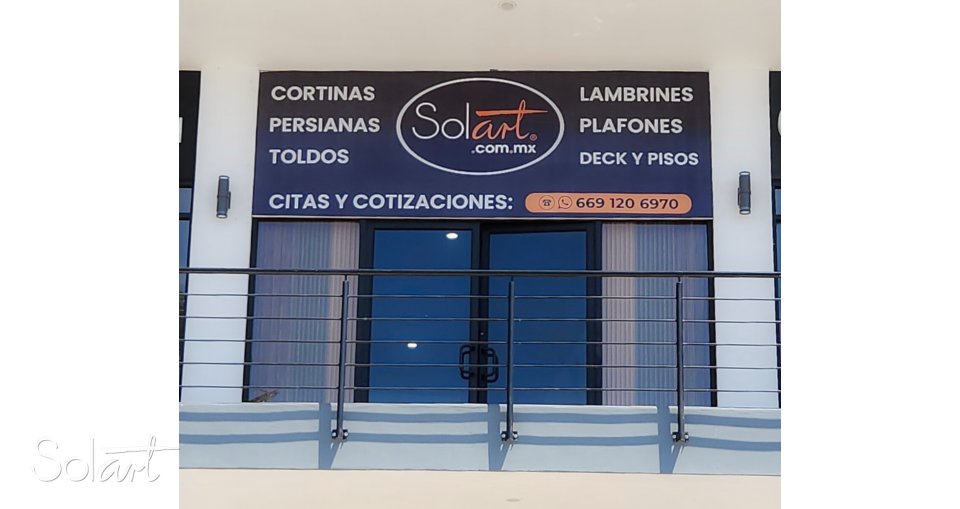 CORTINAS
PERSIANAS
TOLDOS
Solart®
.com.mx
LAMBRINES
PLAFONES
DECK Y PISOS
CITAS Y COTIZACIONES: 669 120 6970
Solart